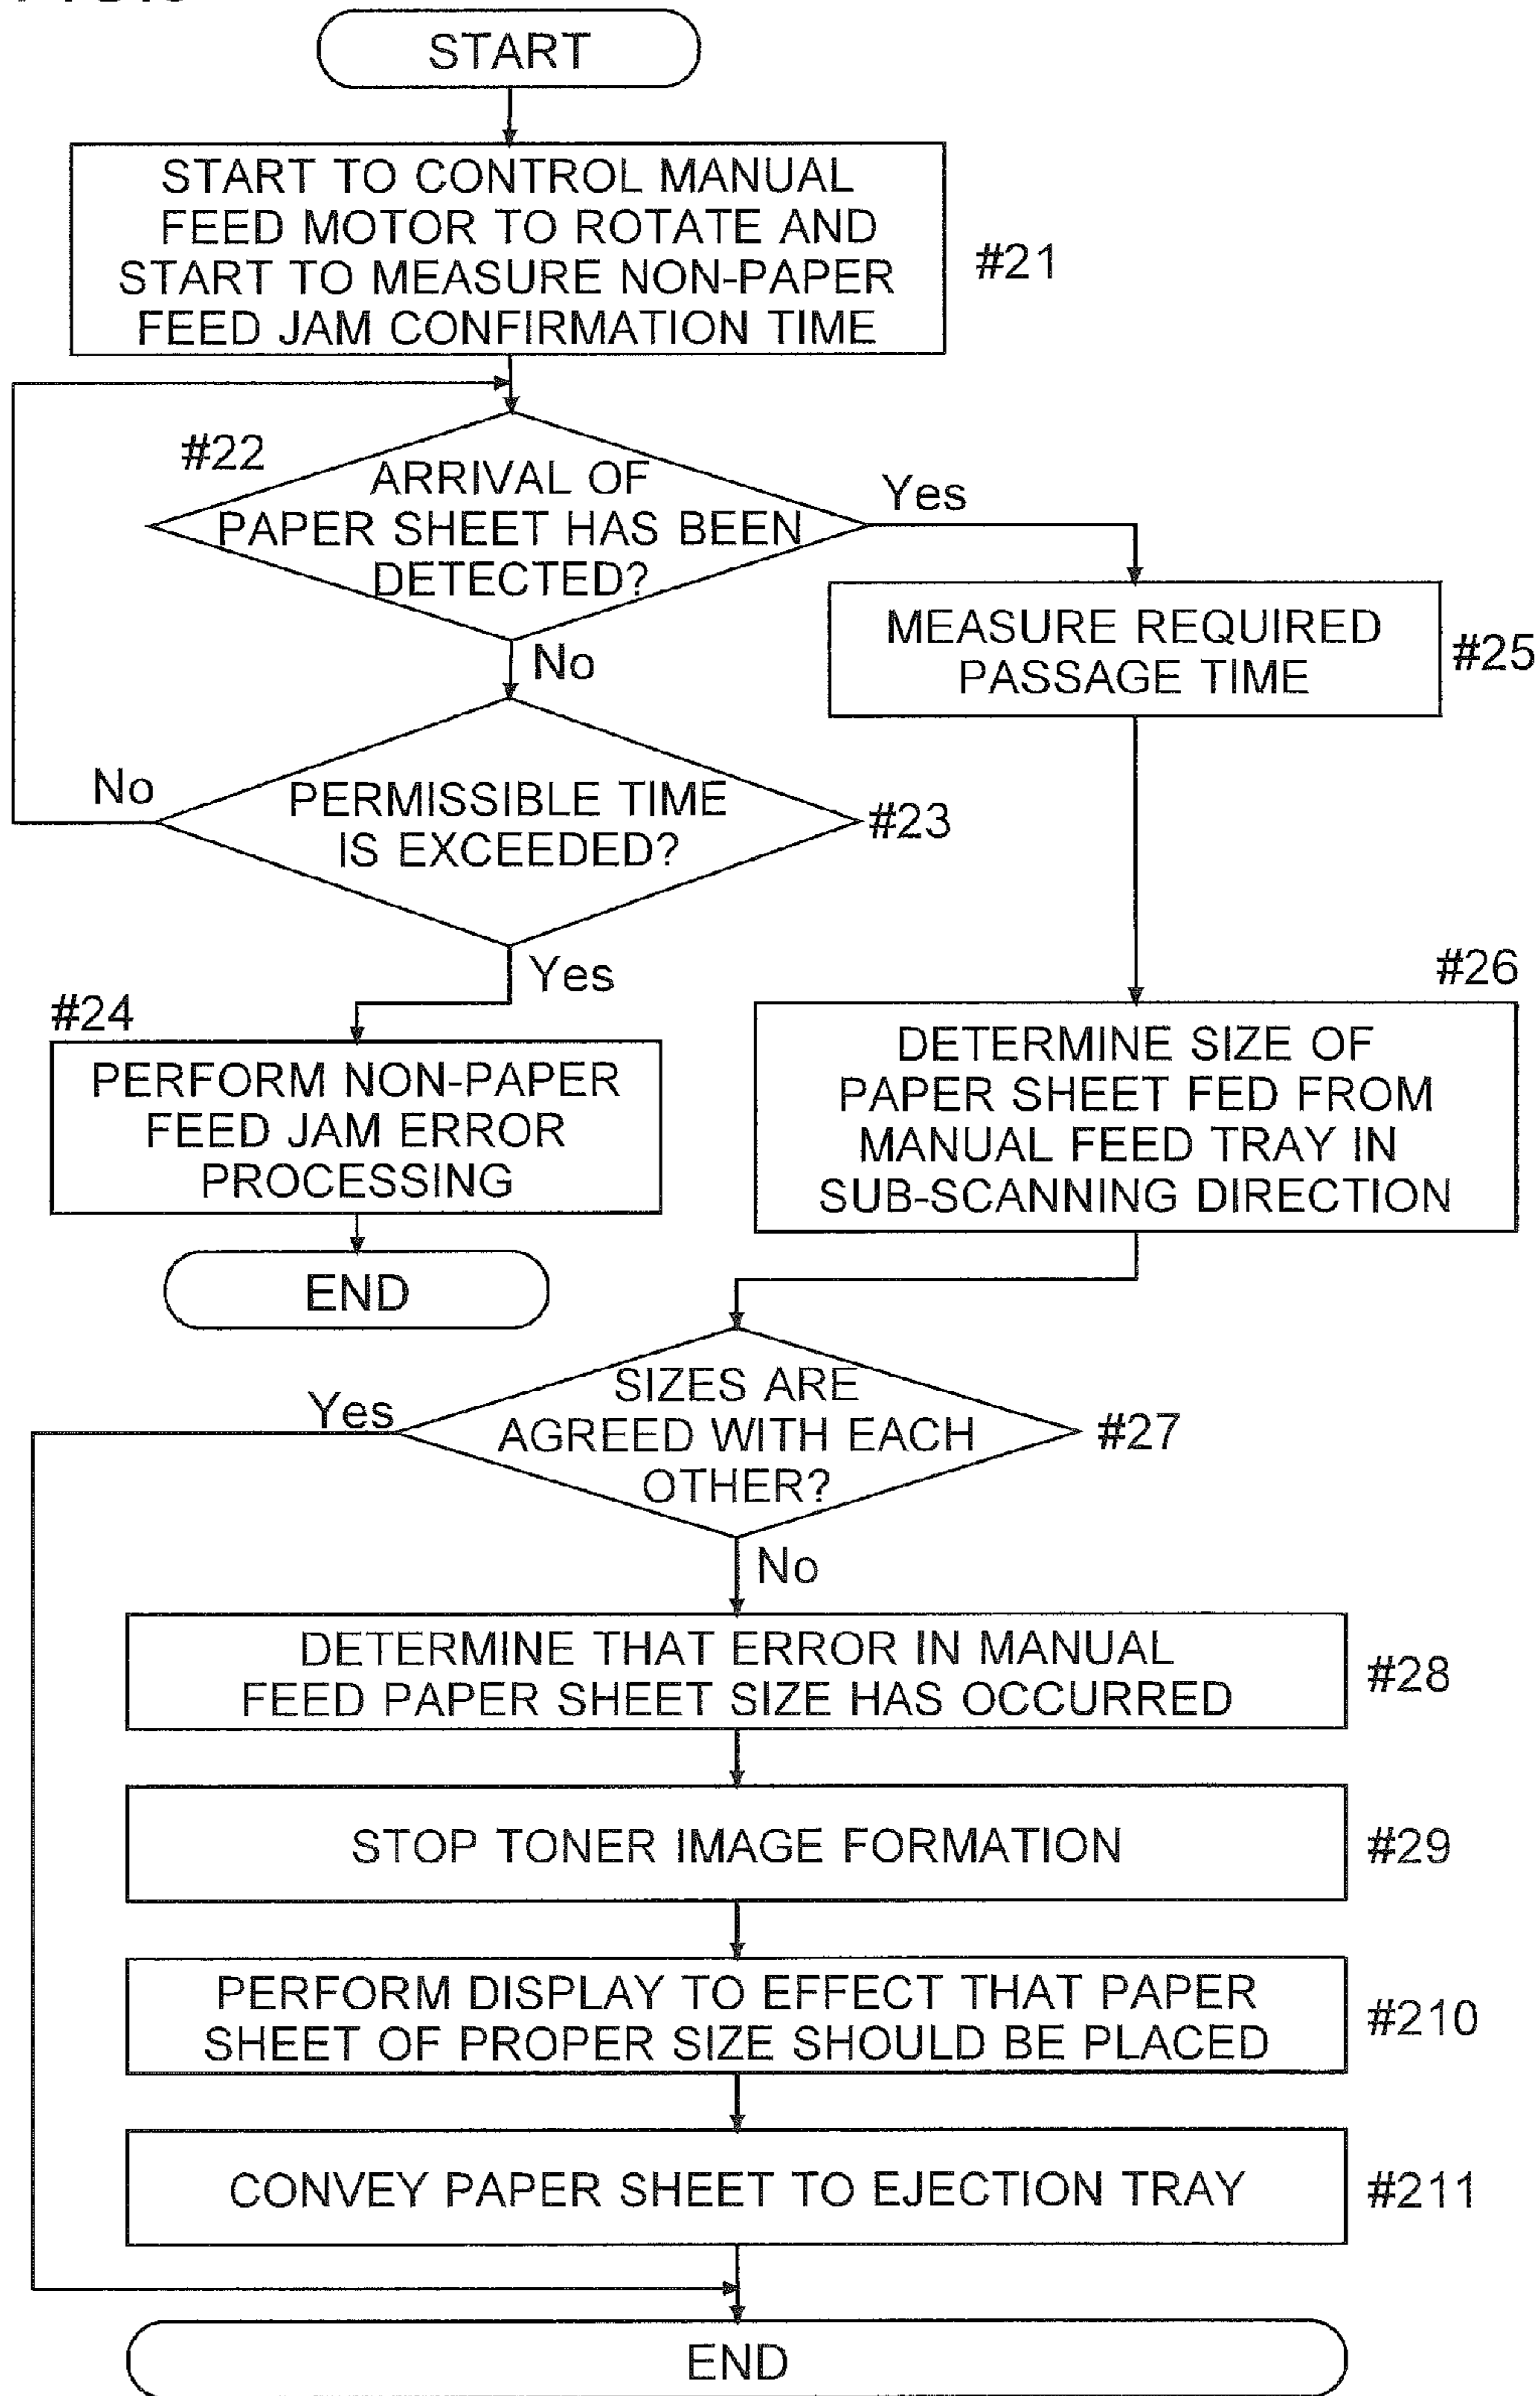 START
START TO CONTROL MANUAL
FEED MOTOR TO ROTATE AND
START TO MEASURE NON-PAPER
FEED JAM CONFIRMATION TIME
#21
#22
ARRIVAL OF
PAPER SHEET HAS BEEN
DETECTED?
Yes
No
MEASURE REQUIRED
PASSAGE TIME
#25
No
PERMISSIBLE TIME
IS EXCEEDED?
#23
Yes
#24
PERFORM NON-PAPER
FEED JAM ERROR
PROCESSING
END
#26
DETERMINE SIZE OF
PAPER SHEET FED FROM
MANUAL FEED TRAY IN
SUB-SCANNING DIRECTION
Yes
SIZES ARE
AGREED WITH EACH
OTHER?
#27
No
DETERMINE THAT ERROR IN MANUAL
FEED PAPER SHEET SIZE HAS OCCURRED
#28
STOP TONER IMAGE FORMATION
#29
PERFORM DISPLAY TO EFFECT THAT PAPER
SHEET OF PROPER SIZE SHOULD BE PLACED
#210
CONVEY PAPER SHEET TO EJECTION TRAY
#211
END